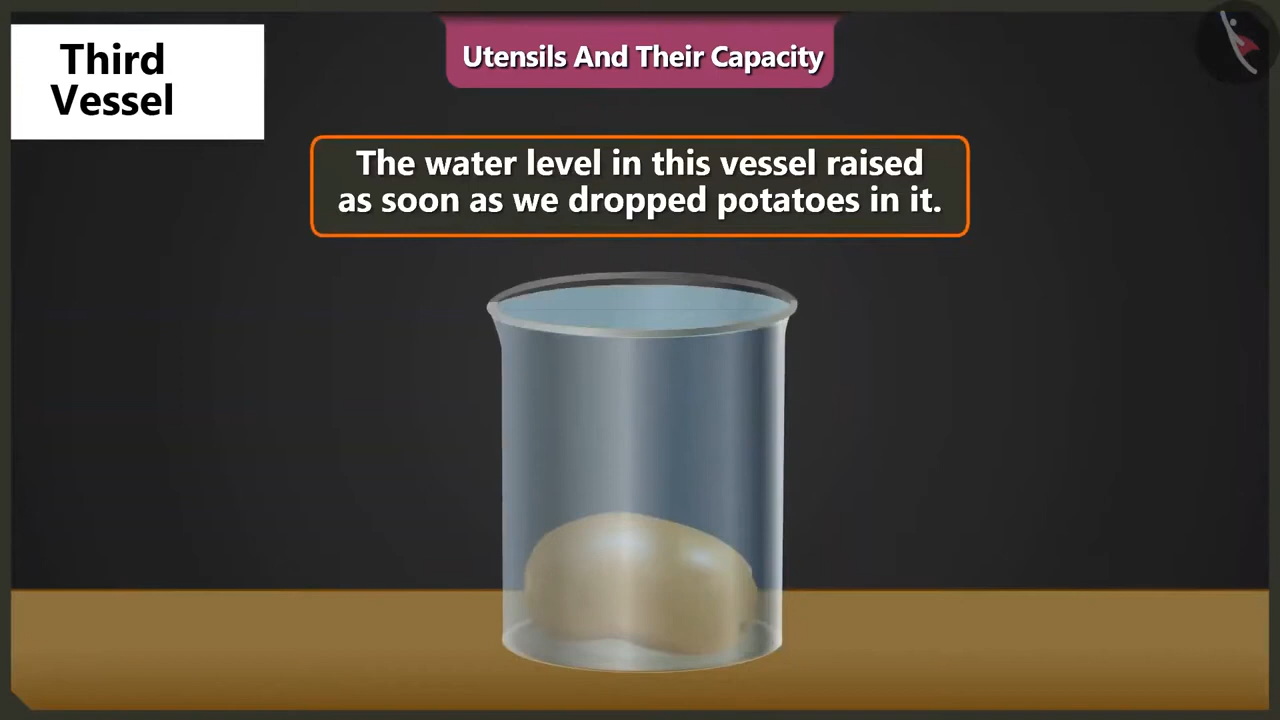 Third
Vessel
Utensils And Their Capacity
The water level in this vessel raised
as soon as we dropped potatoes in it.